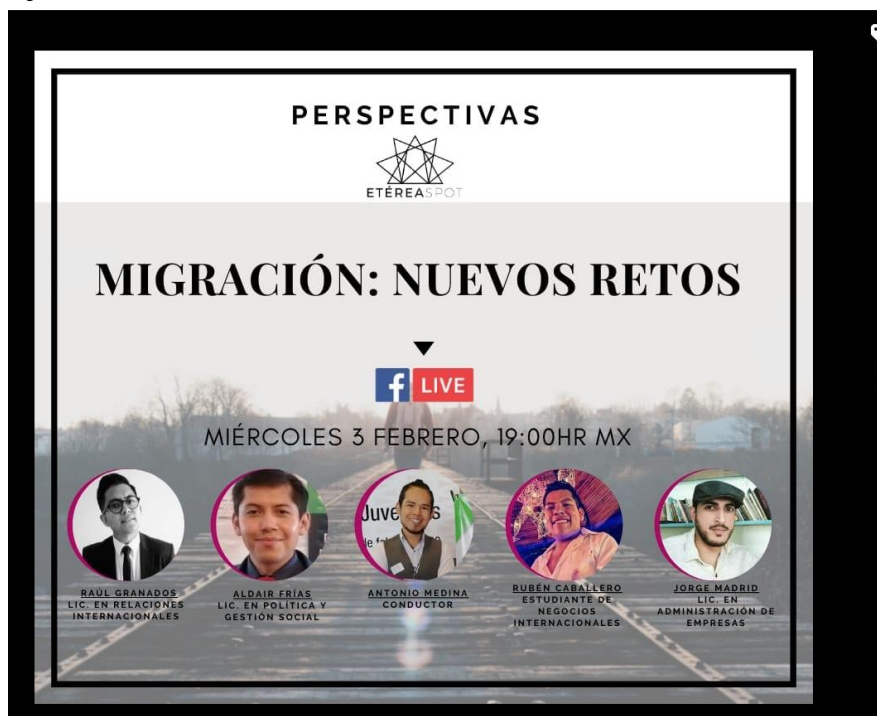 PERSPECTIVAS
ETÉREASPOT
MIGRACIÓN: NUEVOS RETOS
f LIVE
MIÉRCOLES 3 FEBRERO, 19:00HR MX
Juve s
RAÚL GRANADOS
LIC. EN RELACIONES
INTERNACIONALES
ALDAIR FRÍAS
LIC. EN POLÍTICA Y
GESTIÓN SOCIAL
ANTONIO MEDINA
CONDUCTOR
RUBÉN CABALLERO
ESTUDIANTE DE
NEGOCIOS
INTERNACIONALES
JORGE MADRID
LIC. EN
ADMINISTRACIÓN DE
EMPRESAS